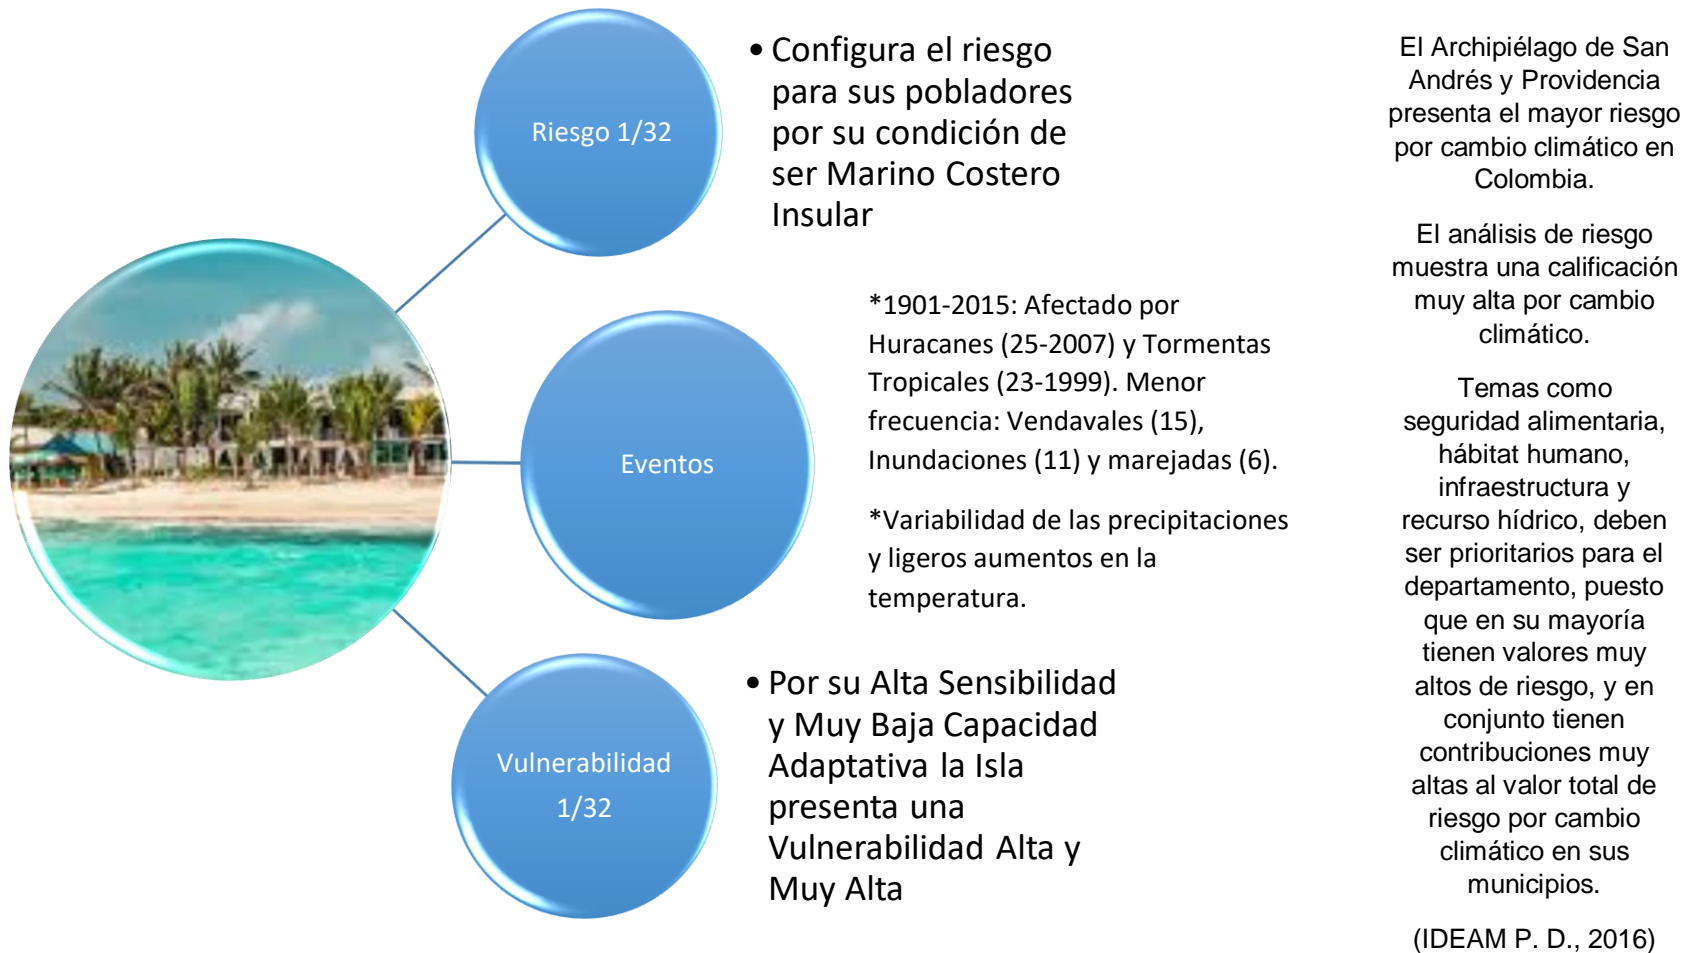 Riesgo 1/32
• Configura el riesgo
para sus pobladores
por su condición de
ser Marino Costero
Insular
Eventos
*1901-2015: Afectado por
Huracanes (25-2007) y Tormentas
Tropicales (23-1999). Menor
frecuencia: Vendavales (15),
Inundaciones (11) y marejadas (6).
*Variabilidad de las precipitaciones
y ligeros aumentos en la
temperatura.
Vulnerabilidad
1/32
• Por su Alta Sensibilidad
y Muy Baja Capacidad
Adaptativa la Isla
presenta una
Vulnerabilidad Alta y
Muy Alta
El Archipiélago de San
Andrés y Providencia
presenta el mayor riesgo
por cambio climático en
Colombia.
El análisis de riesgo
muestra una calificación
muy alta por cambio
climático.
Temas como
seguridad alimentaria,
hábitat humano,
infraestructura y
recurso hídrico, deben
ser prioritarios para el
departamento, puesto
que en su mayoría
tienen valores muy
altos de riesgo, y en
conjunto tienen
contribuciones muy
altas al valor total de
riesgo por cambio
climático en sus
municipios.
(IDEAM P. D., 2016)